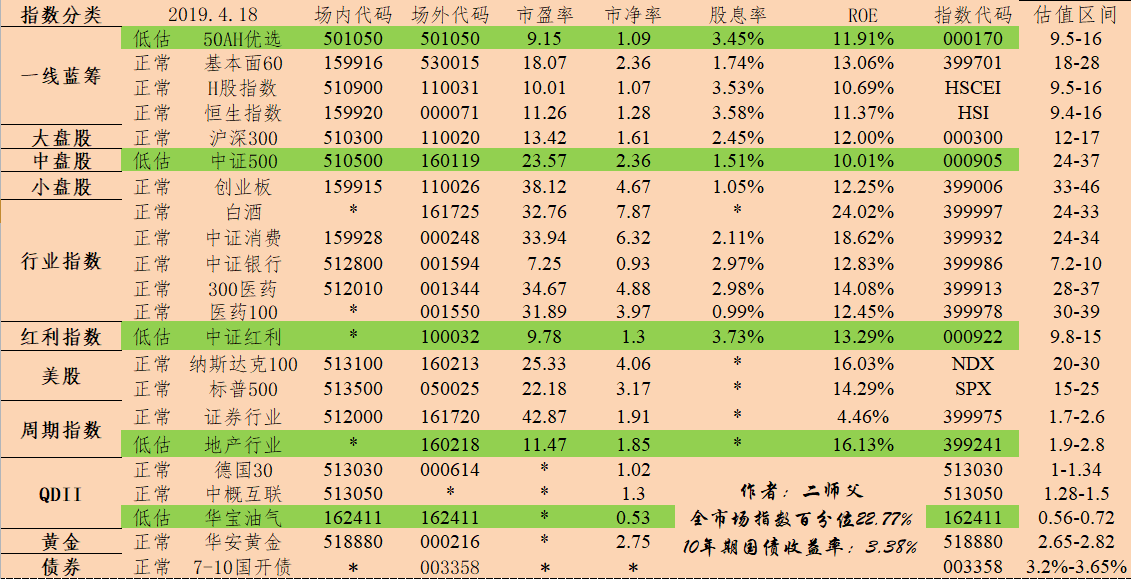 指数分类 2019.4.18 场内代码 场外代码 市盈率 市净率 股息率 ROE 指数代码 估值区间
一线蓝筹 低估 50AH优选 501050 501050 9.15 1.09 3.45% 11.91% 000170 9.5-16
正常 基本面60 159916 530015 18.07 2.36 1.74% 13.06% 399701 18-28
正常 H股指数 510900 110031 10.01 1.07 3.53% 10.69% HSCEI 9.5-16
正常 恒生指数 159920 000071 11.26 1.28 3.58% 11.37% HSI 9.4-16
大盘股 正常 沪深300 510300 110020 13.42 1.61 2.45% 12.00% 000300 12-17
中盘股 低估 中证500 510500 160119 23.57 2.36 1.51% 10.01% 000905 24-37
小盘股 正常 创业板 159915 110026 38.12 4.67 1.05% 12.25% 399006 33-46
行业指数 正常 白酒 * 161725 32.76 7.87 * 24.02% 399997 24-33
正常 中证消费 159928 000248 33.94 6.32 2.11% 18.62% 399932 24-34
正常 中证银行 512800 001594 7.25 0.93 2.97% 12.83% 399986 7.2-10
正常 300医药 512010 001344 34.67 4.88 2.98% 14.08% 399913 28-37
正常 医药100 * 001550 31.89 3.97 0.99% 12.45% 399978 30-39
红利指数 低估 中证红利 * 100032 9.78 1.3 3.73% 13.29% 000922 9.8-15
美股 正常 纳斯达克100 513100 160213 25.33 4.06 * 16.03% NDX 20-30
正常 标普500 513500 050025 22.18 3.17 * 14.29% SPX 15-25
周期指数 正常 证券行业 512000 161720 42.87 1.91 * 4.46% 399975 1.7-2.6
低估 地产行业 * 160218 11.47 1.85 * 16.13% 399241 1.9-2.8
QDII 正常 德国30 513030 000614 * 1.02 513030 1-1.34
正常 中概互联 513050 * * 1.3 作者：二师父 513050 1.28-1.5
低估 华宝油气 162411 162411 * 0.53 全市场指数百分位22.77% 162411 0.56-0.72
黄金 正常 华安黄金 518880 000216 * 2.75 10年期国债收益率：3.38% 518880 2.65-2.82
债券 正常 7-10国开债 * 003358 * * 003358 3.2%-3.65%